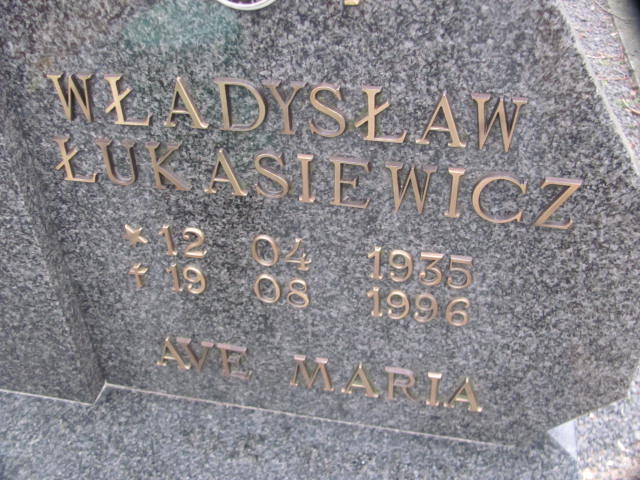 WŁADYSŁAW
ŁUKASIEWICZ
* 12 04 1935
✝ 19 08 1996
AVE MARIA